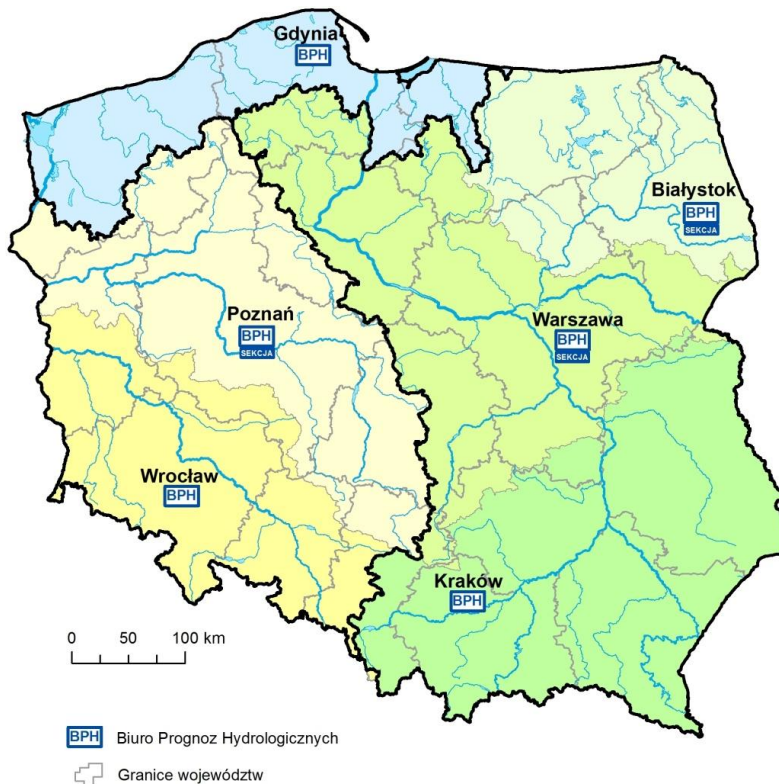 Gdynia
BPH
Białystok
BPH
SEKCJA
Poznań
BPH
SEKCJA
Warszawa
BPH
SEKCJA
Wrocław
BPH
Kraków
BPH
0 50 100 km
BPH Biuro Prognoz Hydrologicznych
Granice województw